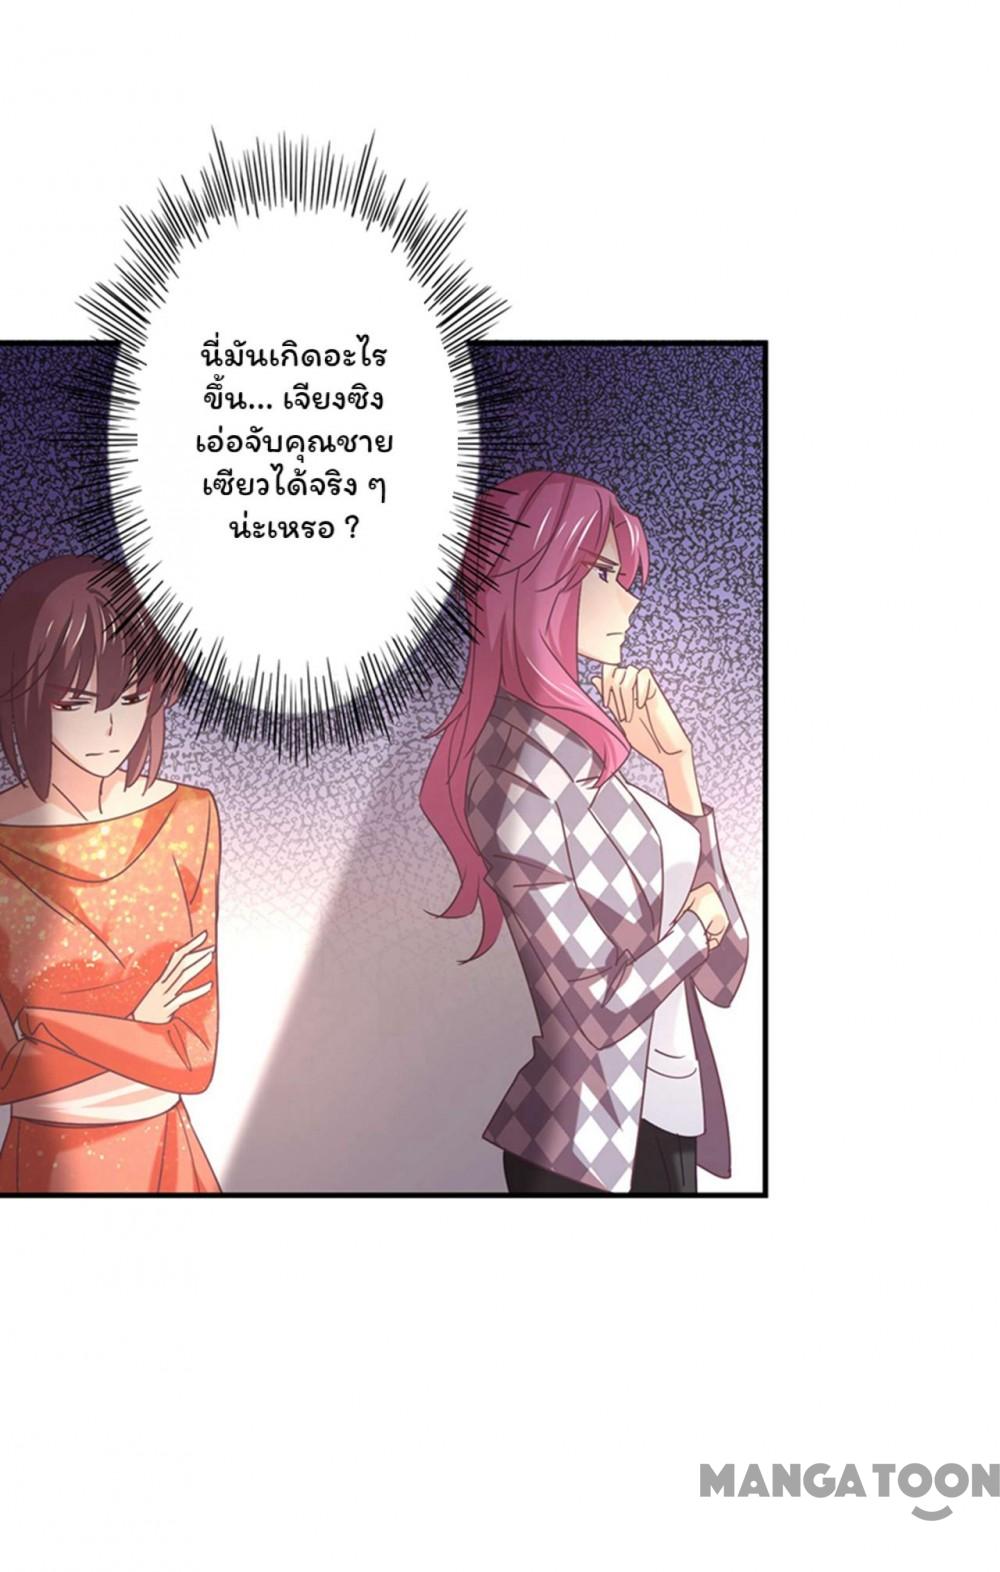 นี่มันเกิดอะไร
ขึ้น... เจียงซิง
เอ่อจับคุณชาย
เซียวได้จริง ๆ
น่ะเหรอ ?
MANGATOON